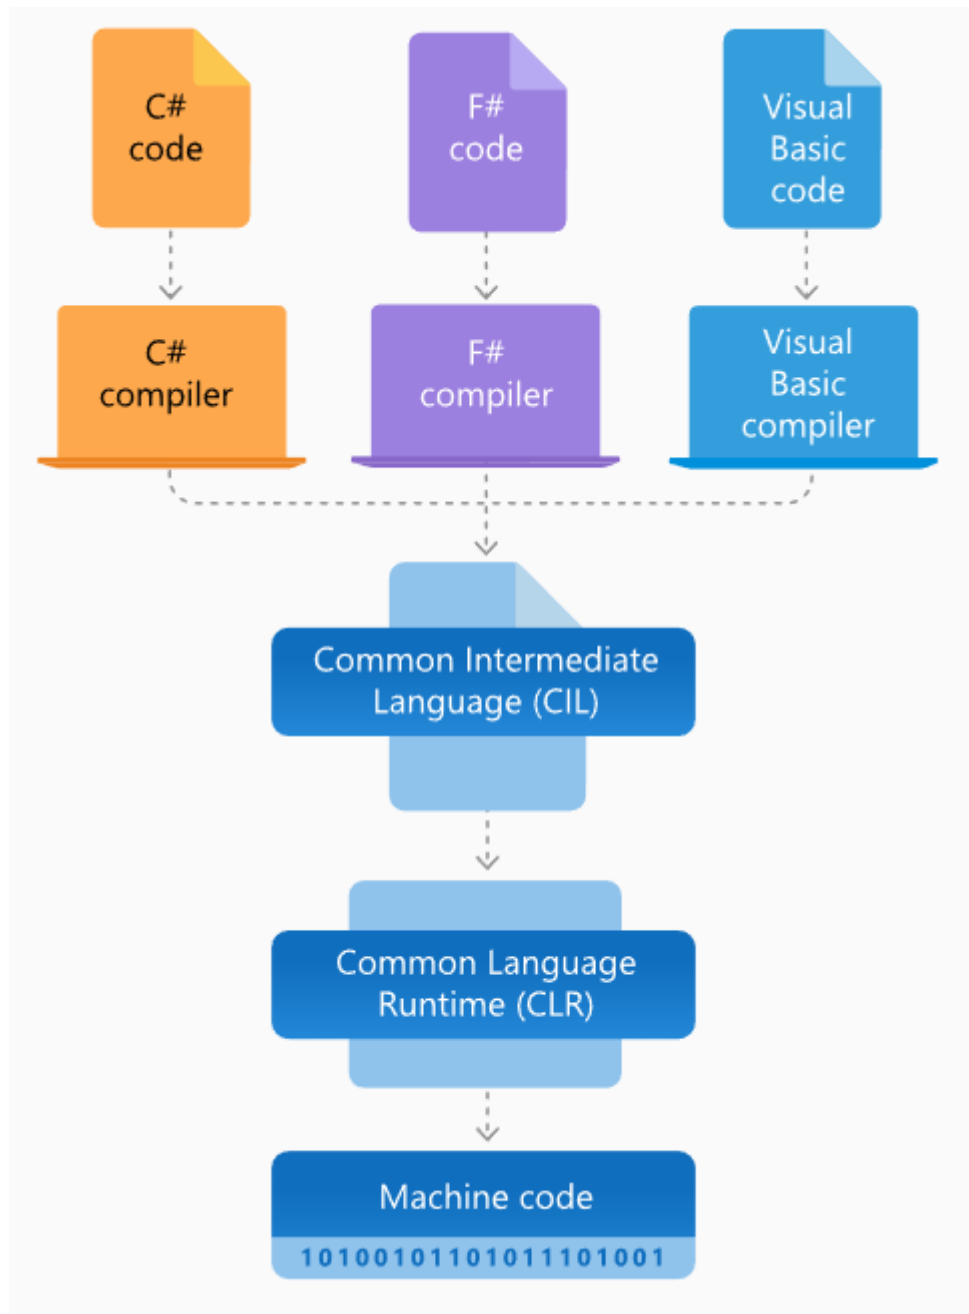 C#
code
F#
code
Visual
Basic
code
C#
compiler
F#
compiler
Visual
Basic
compiler
Common Intermediate
Language (CIL)
Common Language
Runtime (CLR)
Machine code
10100101101011101001